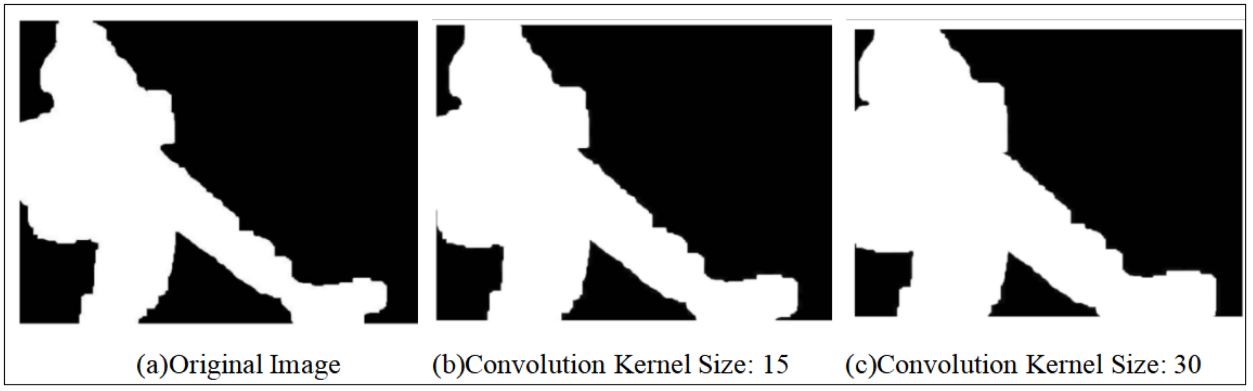 (a)Original Image
(b)Convolution Kernel Size: 15
(c)Convolution Kernel Size: 30